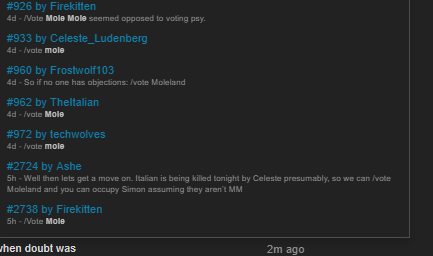 #926 by Firekitten
4d - /Vote Mole Mole seemed opposed to voting psy.
#933 by Celeste_Ludenberg
4d - /vote mole
#960 by Frostwolf103
4d - So if no one has objections: /vote Moleland
#962 by TheItalian
4d - /vote Mole
#972 by techwolves
4d - /vote mole
#2724 by Ashe
5h - Well then lets get a move on. Italian is being killed tonight by Celeste presumably, so we can /vote
Moleland and you can occupy Simon assuming they aren't MM
#2738 by Firekitten
5h - /Vote Mole
when doubt was
2m ago